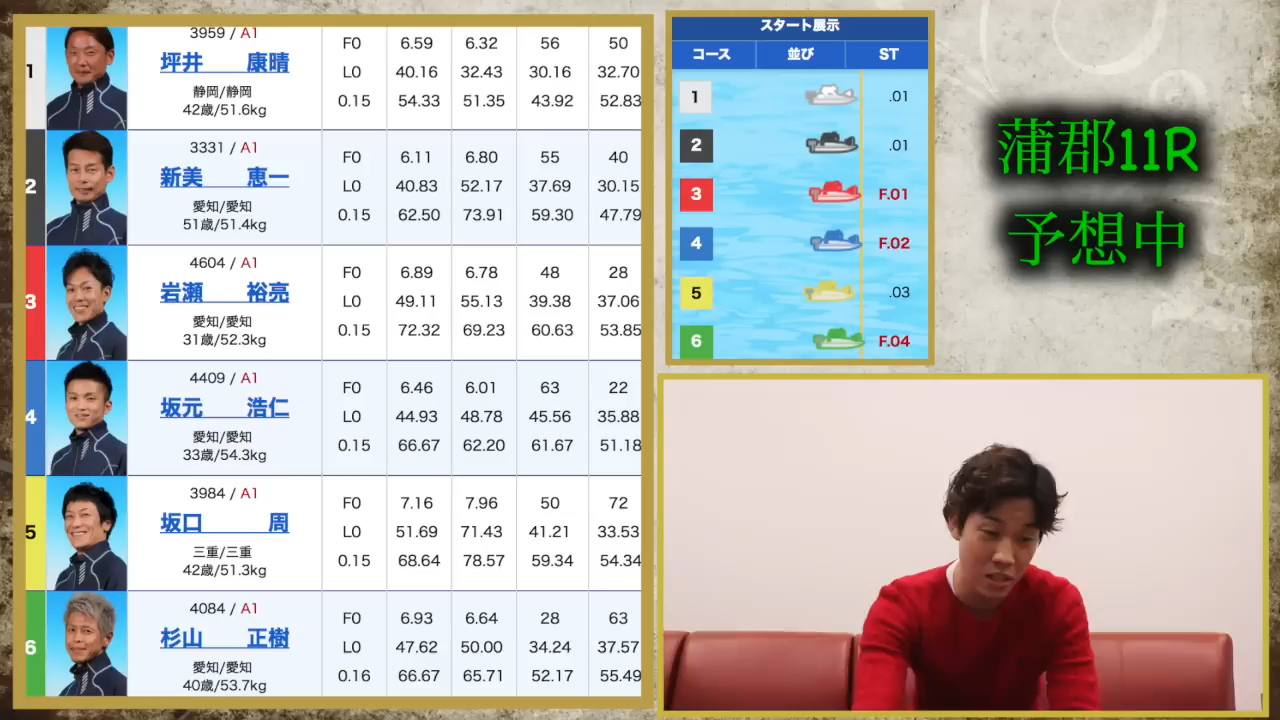 1
3959 / A1
坪井 康晴
静岡/静岡
42歳/51.6kg
F0 6.59 6.32 56 50
L0 40.16 32.43 30.16 32.70
0.15 54.33 51.35 43.92 52.83
2
3331 / A1
新美 恵一
愛知/愛知
51歳/51.4kg
F0 6.11 6.80 55 40
L0 40.83 52.17 37.69 30.15
0.15 62.50 73.91 59.30 47.79
3
4604 / A1
岩瀬 裕亮
愛知/愛知
31歳/52.3kg
F0 6.89 6.78 48 28
L0 49.11 55.13 39.38 37.06
0.15 72.32 69.23 60.63 53.85
4
4409 / A1
坂元 浩仁
愛知/愛知
33歳/54.3kg
F0 6.46 6.01 63 22
L0 44.93 48.78 45.56 35.88
0.15 66.67 62.20 61.67 51.18
5
3984 / A1
坂口 周
三重/三重
42歳/51.3kg
F0 7.16 7.96 50 72
L0 51.69 71.43 41.21 33.53
0.15 68.64 78.57 59.34 54.34
6
4084 / A1
杉山 正樹
愛知/愛知
40歳/53.7kg
F0 6.93 6.64 28 63
L0 47.62 50.00 34.24 37.57
0.16 66.67 65.71 52.17 55.49
スタート展示
コース 並び ST
1 .01
2 .01
3 F.01
4 F.02
5 .03
6 F.04
蒲郡11R
予想中